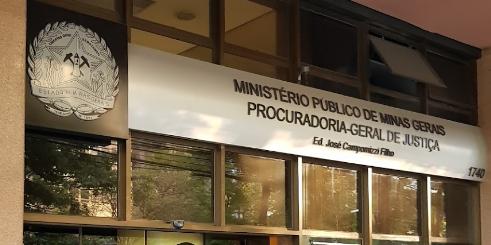 MINISTÉRIO PÚBLICO DE MINAS GERAIS
PROCURADORIA-GERAL DE JUSTIÇA
Ed. José Campomizzi Filho
1740